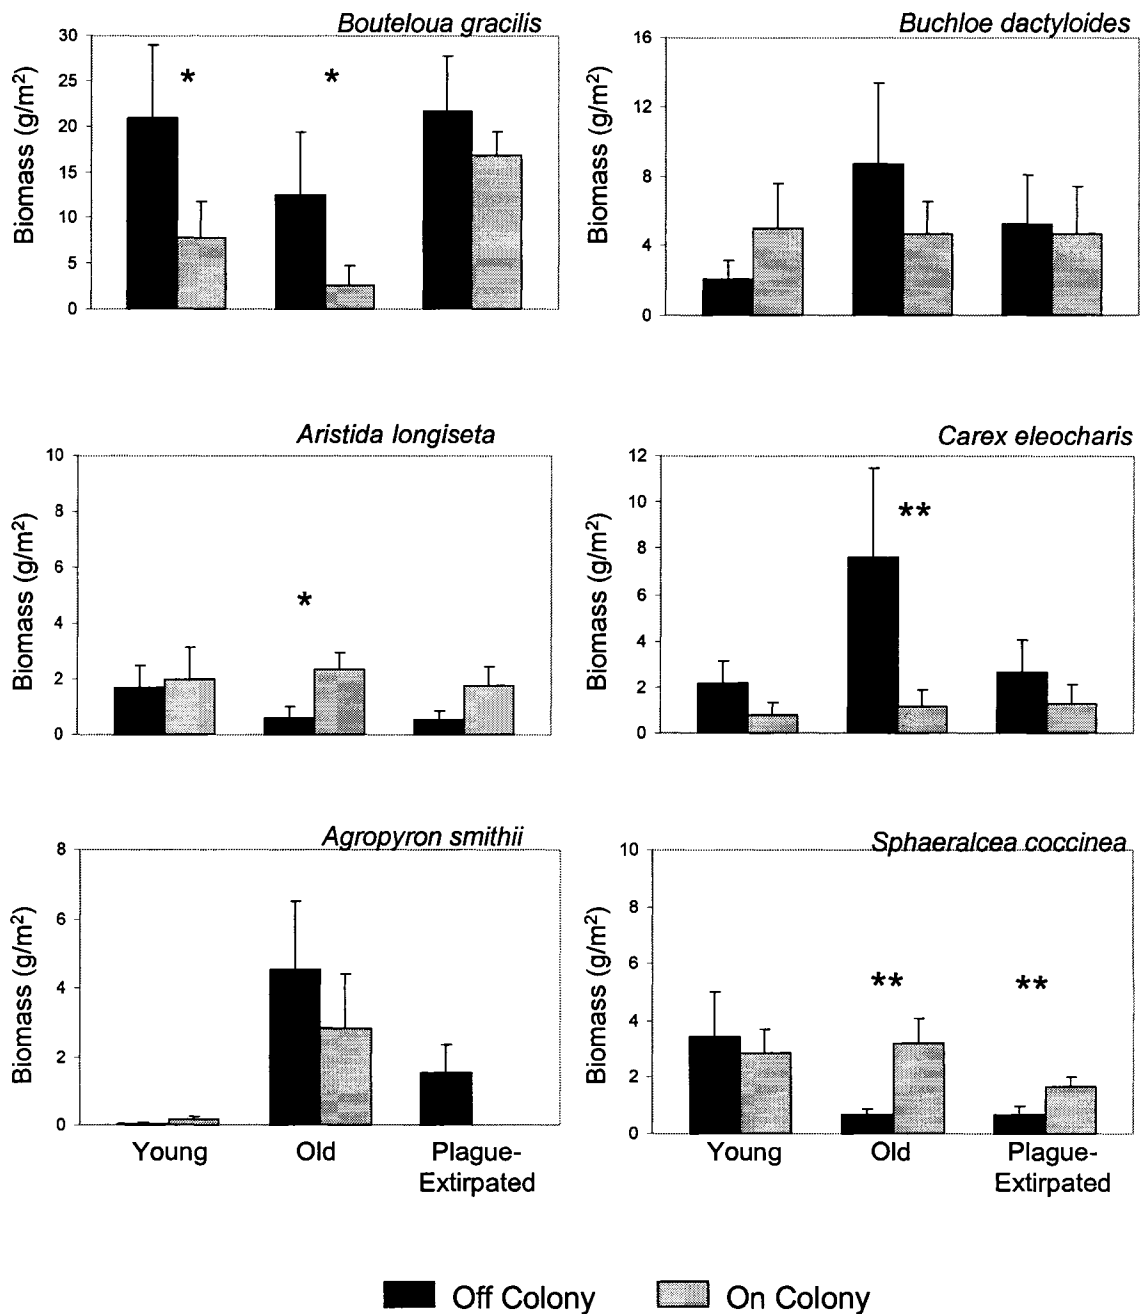 Bouteloua gracilis
Biomass (g/m²)
30
25
20
15
10
5
0
*
*
Buchloe dactyloides
Biomass (g/m²)
16
12
8
4
0
Aristida longiseta
Biomass (g/m²)
10
8
6
4
2
0
*
Carex eleocharis
Biomass (g/m²)
12
10
8
6
4
2
0
**
Agropyron smithii
Biomass (g/m²)
8
6
4
2
0
Young
Old
Plague-
Extirpated
Sphaeralcea coccinea
Biomass (g/m²)
10
8
6
4
2
0
**
**
Young
Old
Plague-
Extirpated
Off Colony
On Colony